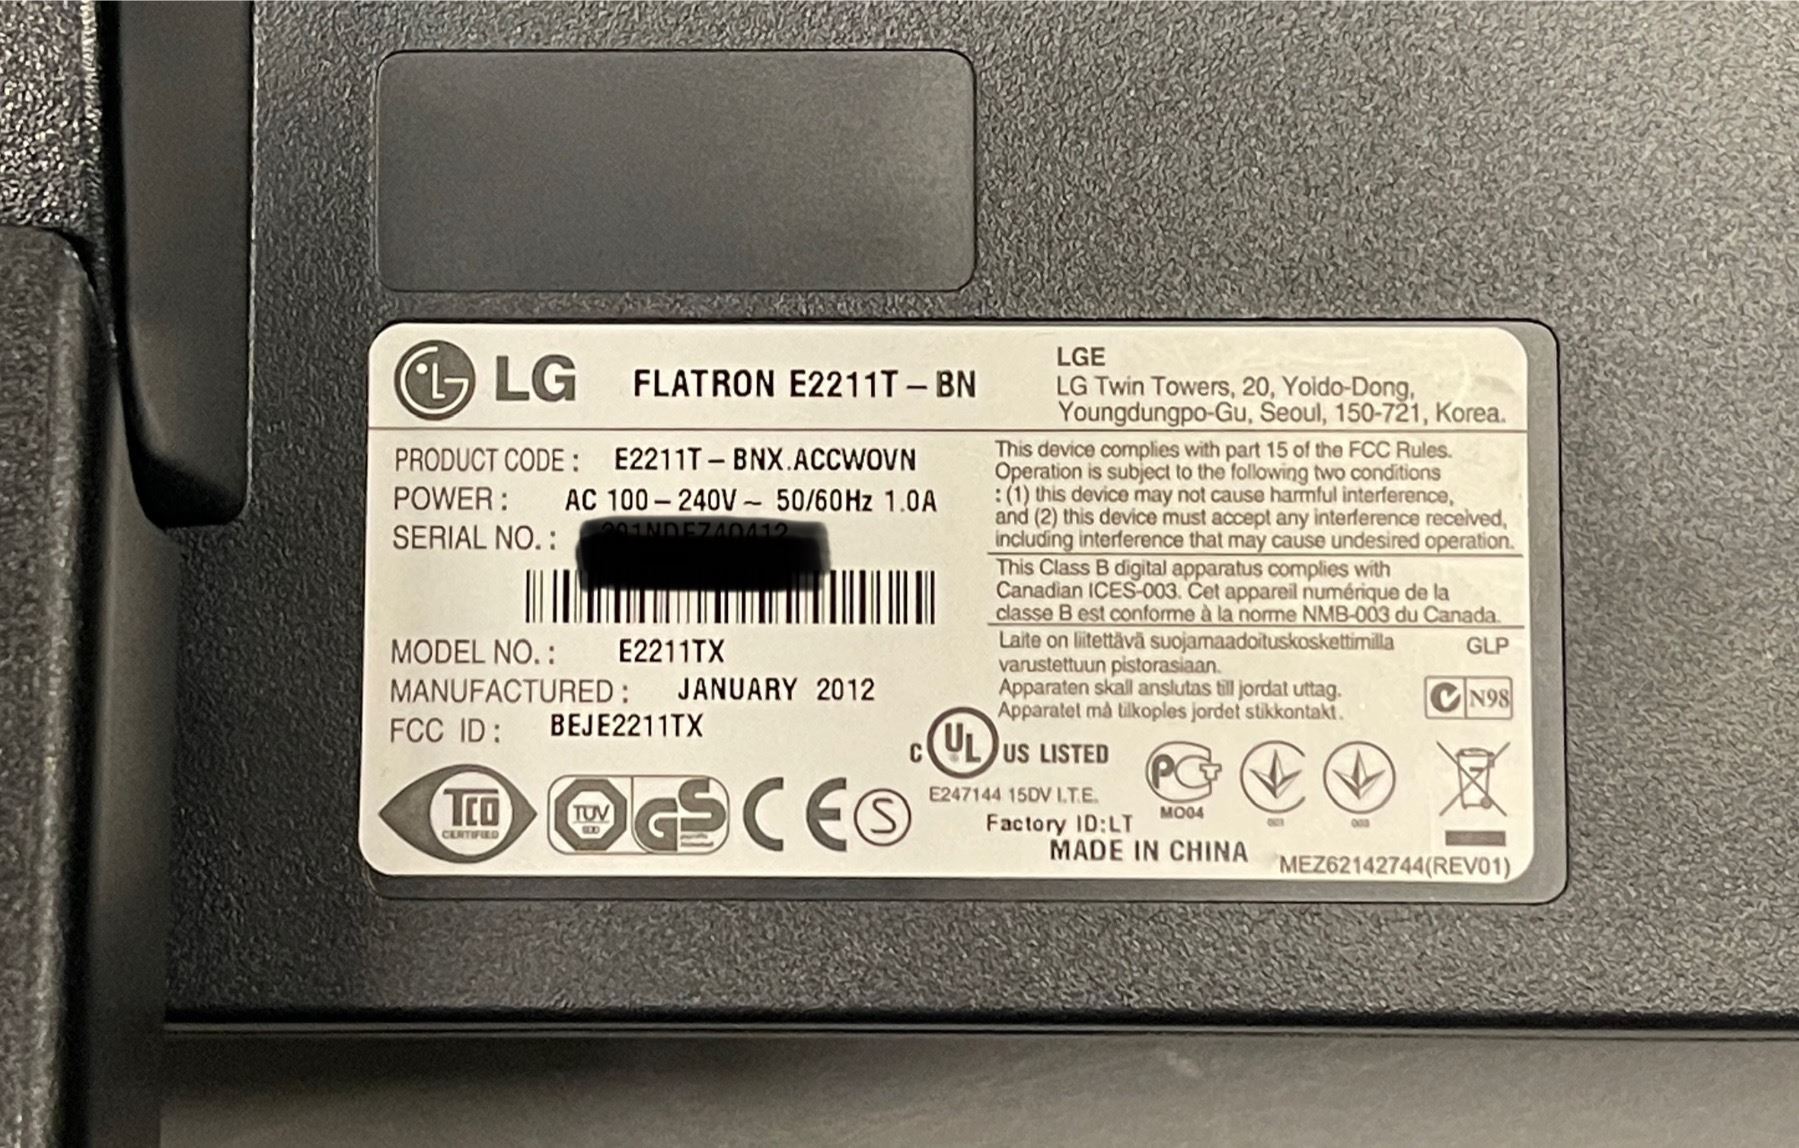 LG FLATRON E2211T – BN
LGE
LG Twin Towers, 20, Yoido-Dong,
Youngdungpo-Gu, Seoul, 150-721, Korea.
PRODUCT CODE : E2211T – BNX.ACCWOVN
POWER : AC 100 – 240V ~ 50/60Hz 1.0A
SERIAL NO. :
MODEL NO. : E2211TX
MANUFACTURED : JANUARY 2012
FCC ID : BEJE2211TX
This device complies with part 15 of the FCC Rules.
Operation is subject to the following two conditions
: (1) this device may not cause harmful interference,
and (2) this device must accept any interference received,
including interference that may cause undesired operation.
This Class B digital apparatus complies with
Canadian ICES-003. Cet appareil numérique de la
classe B est conforme à la norme NMB-003 du Canada.
Laite on liitettävä suojamaadoituskoskettimilla
varustettuun pistorasiaan.
Apparaten skall anslutas till jordat uttag.
Apparatet må tilkoples jordet stikkontakt.
GLP
N98
TCO
CERTIFIED
TÜV
GS
CE
S
C UL US LISTED
E247144 15DV I.T.E.
Factory ID:LT
MADE IN CHINA
MO04
MEZ62142744(REV01)